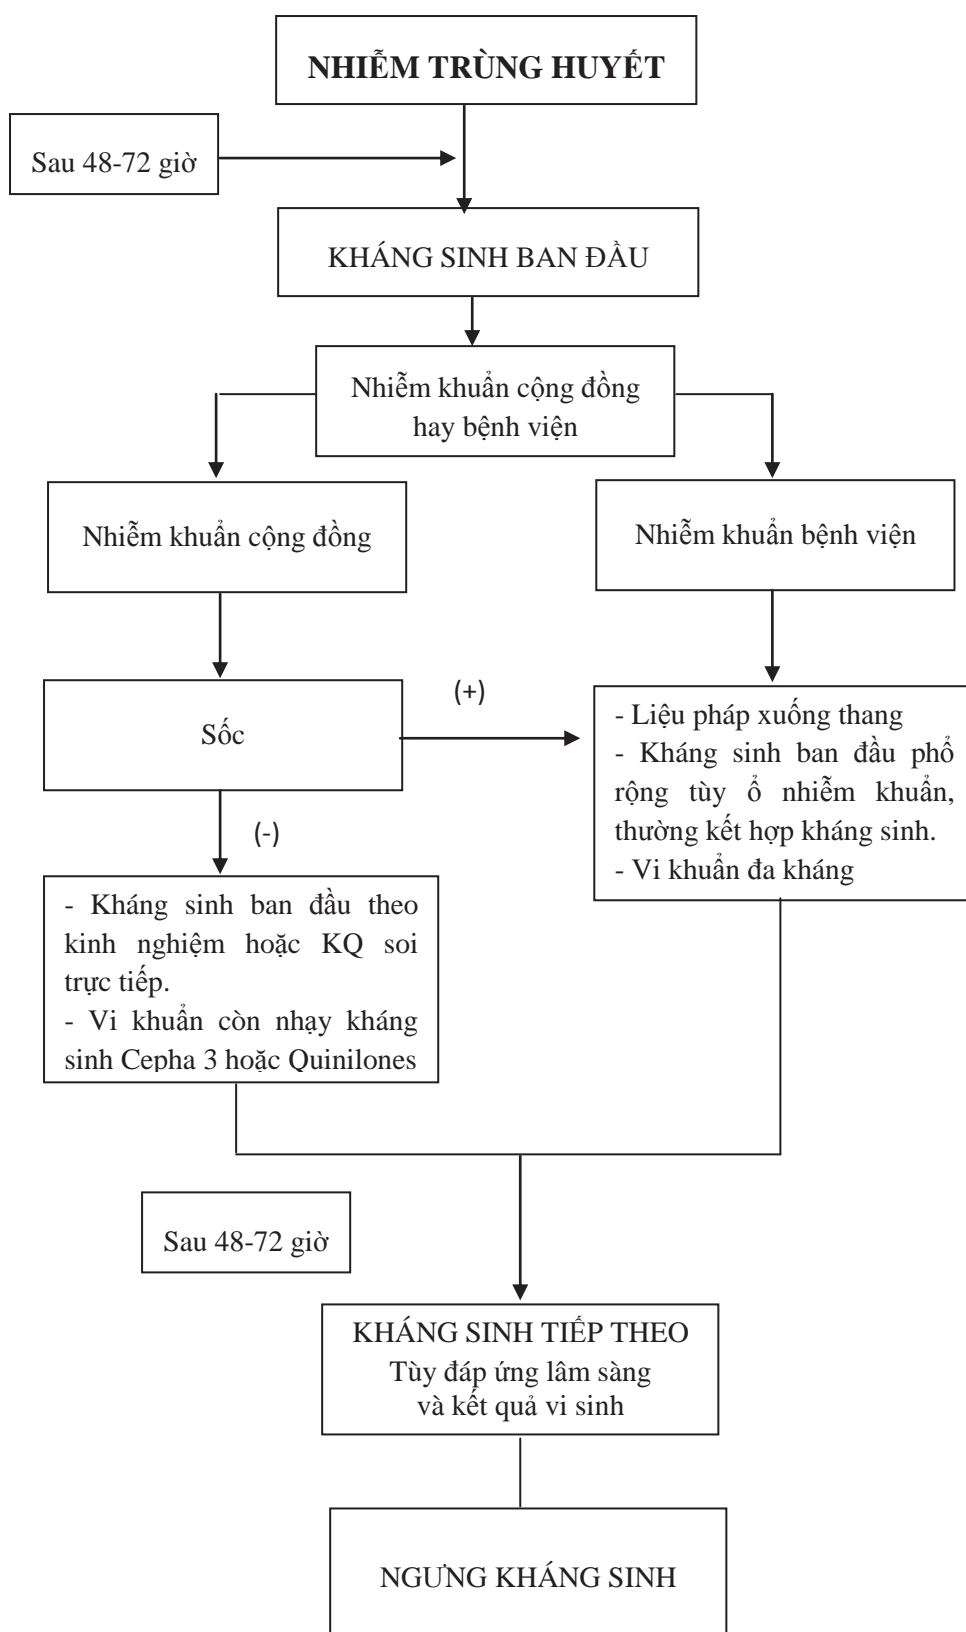 NHIỄM TRÙNG HUYẾT
Sau 48-72 giờ
KHÁNG SINH BAN ĐẦU
Nhiễm khuẩn cộng đồng
hay bệnh viện
Nhiễm khuẩn cộng đồng
Nhiễm khuẩn bệnh viện
Sốc
(+)
- Liệu pháp xuống thang
- Kháng sinh ban đầu phổ
rộng tùy ổ nhiễm khuẩn,
thường kết hợp kháng sinh.
- Vi khuẩn đa kháng
(-)
- Kháng sinh ban đầu theo
kinh nghiệm hoặc KQ soi
trực tiếp.
- Vi khuẩn còn nhạy kháng
sinh Cepha 3 hoặc Quinilones
Sau 48-72 giờ
KHÁNG SINH TIẾP THEO
Tùy đáp ứng lâm sàng
và kết quả vi sinh
NGƯNG KHÁNG SINH